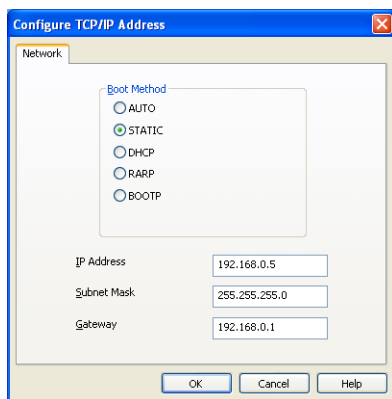 Configure TCP/IP Address
Network
Boot Method
AUTO
STATIC
DHCP
RARP
BOOTP
IP Address 192.168.0.5
Subnet Mask 255.255.255.0
Gateway 192.168.0.1
OK Cancel Help